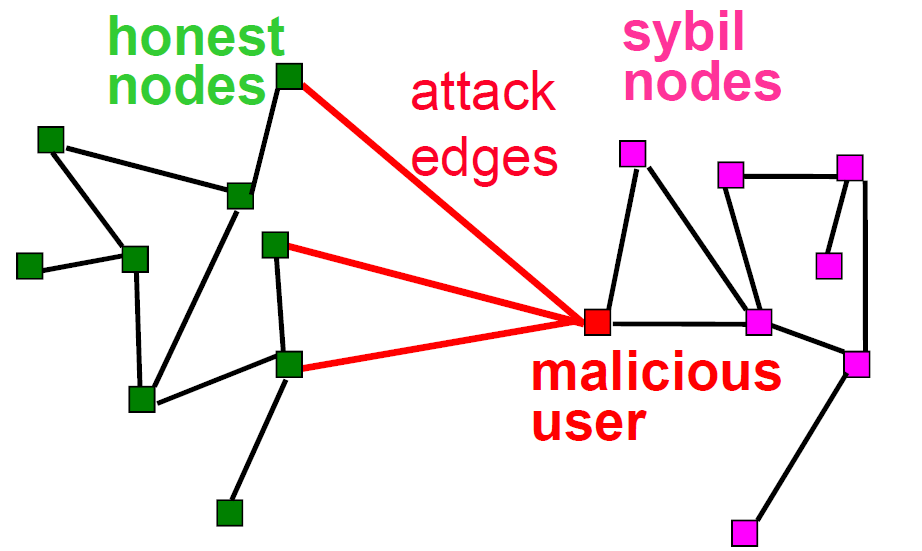 honest
nodes
attack
edges
sybil
nodes
malicious
user